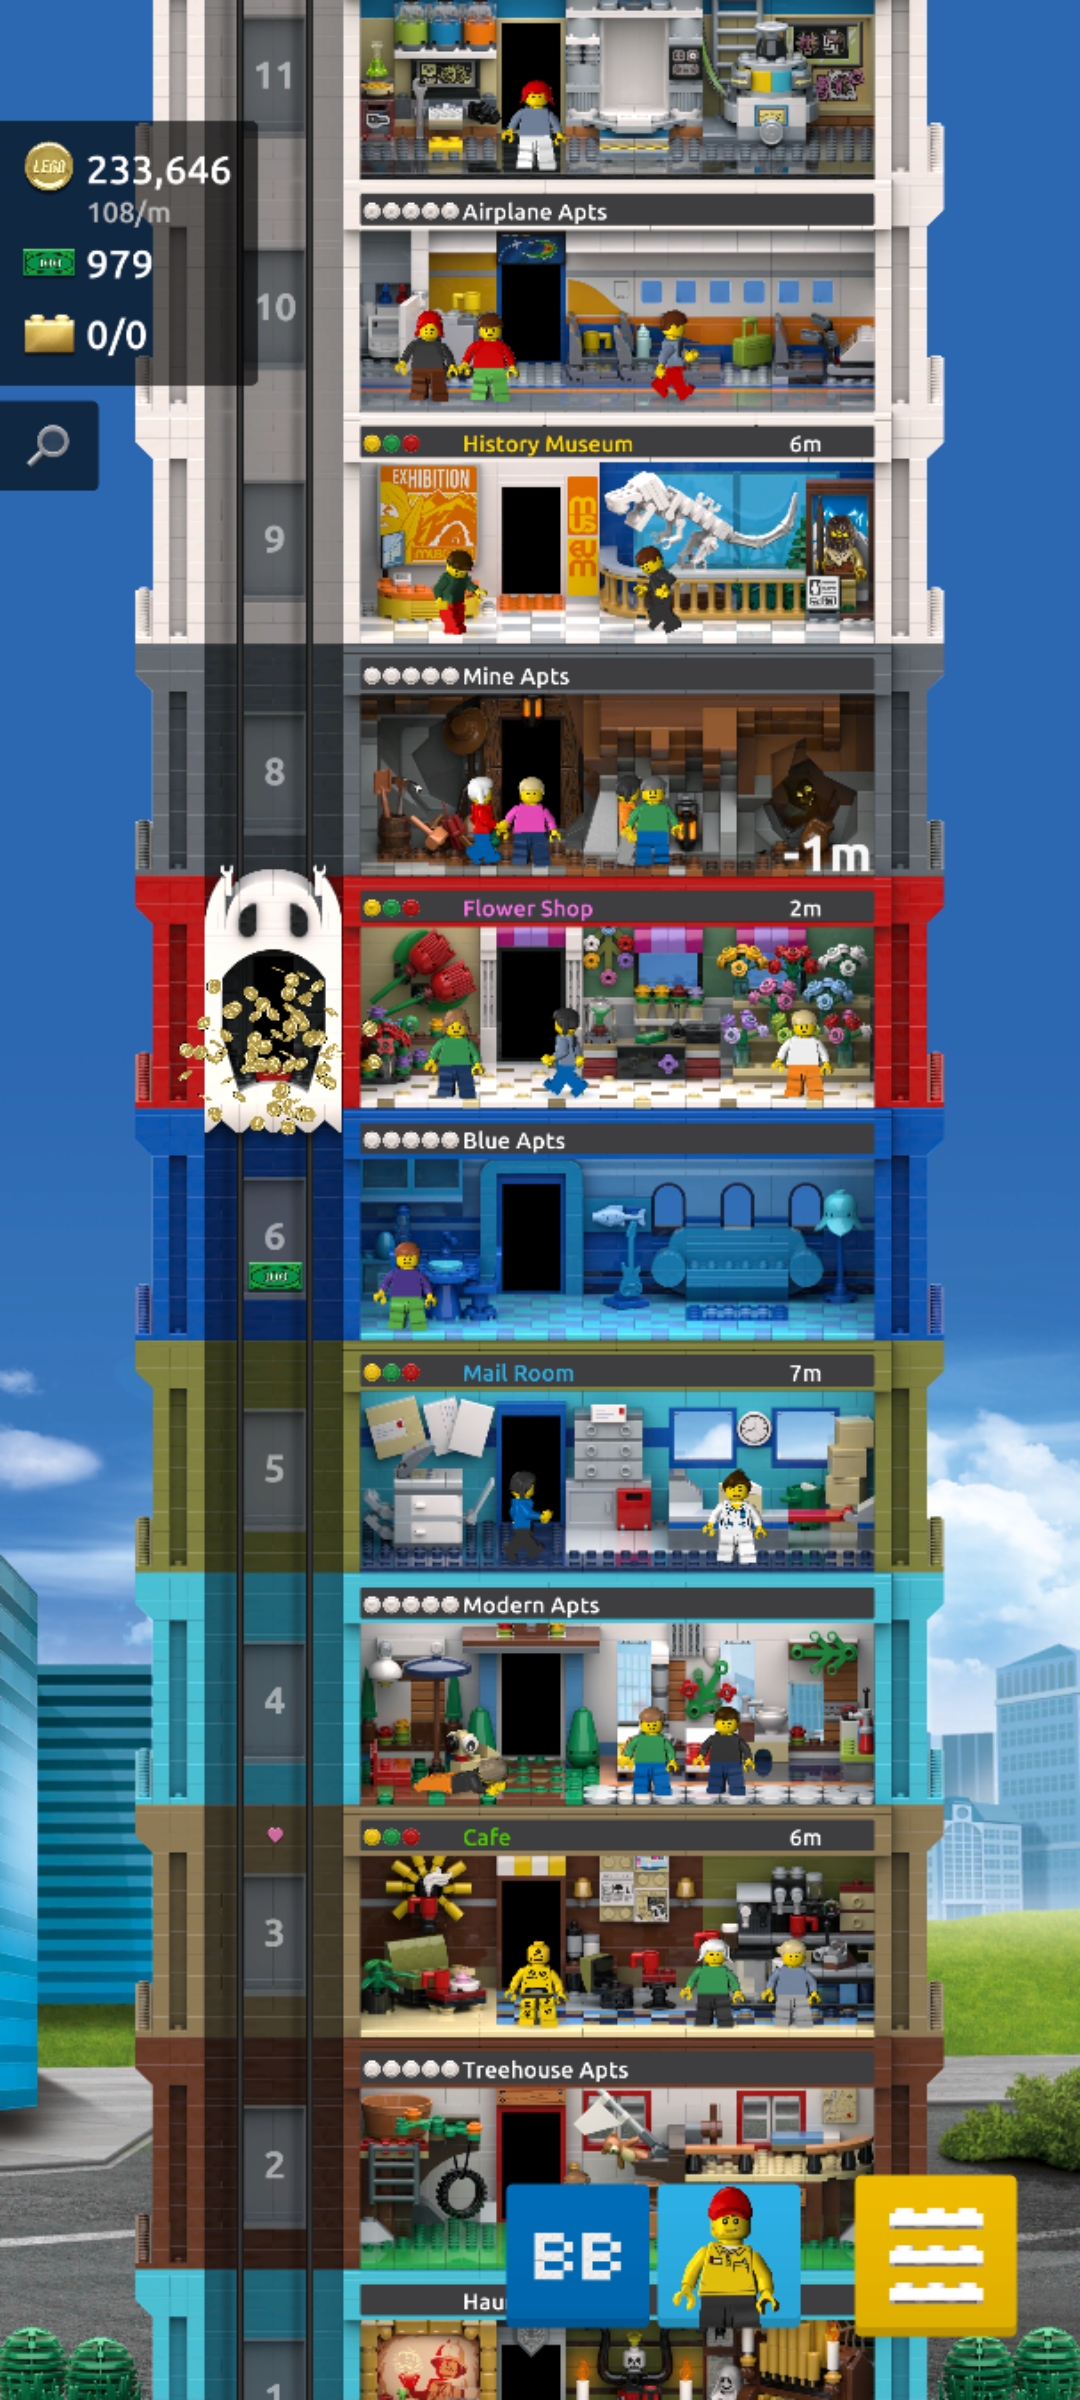 11
LEGO 233,646
108/m
979
0/0
Airplane Apts
10
History Museum 6m
EXHIBITION
museum
9
Mine Apts
8
-1m
Flower Shop 2m
Blue Apts
6
Mail Room 7m
5
Modern Apts
4
Cafe 6m
3
Treehouse Apts
2
BB
Hau
1